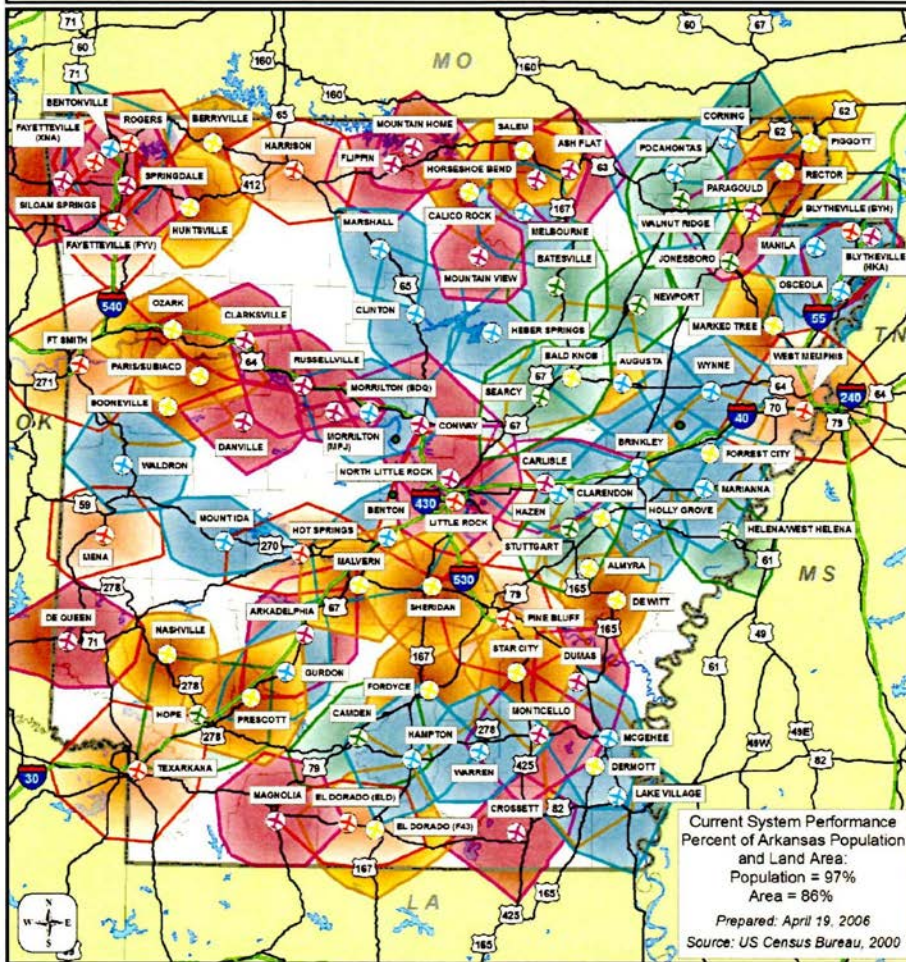 71
60
71
160
MO
160
65
63
67
160
62
62
BENTONVILLE
FAYETTEVILLE
(XNA)
ROGERS
BERRYVILLE
HARRISON
MOUNTAIN HOME
FLIPPIN
SALEM
ASH FLAT
HORSESHOE BEND
63
CORNING
POCAHONTAS
PIGGOTT
RECTOR
PARAGOULD
SPRINGDALE
412
SILOAM SPRINGS
HUNTSVILLE
MARSHALL
CALICO ROCK
167
WALNUT RIDGE
BLYTHEVILLE (BYH)
FAYETTEVILLE (FYV)
MELBOURNE
MOUNTAIN VIEW
BATESVILLE
JONESBORO
MANILA
BLYTHEVILLE
(HKA)
OSCEOLA
65
540
OZARK
CLARKSVILLE
CLINTON
HEBER SPRINGS
NEWPORT
MARKED TREE
55
TN
FT SMITH
64
271
PARIS/SUBIACO
RUSSELLVILLE
MORRILTON (BDQ)
BALD KNOB
AUGUSTA
WYNNE
WEST MEMPHIS
SEARCY
67
64
240
64
BOONEVILLE
40
70
79
OK
DANVILLE
MORRILTON
(MPJ)
CONWAY
67
BRINKLEY
WALDRON
NORTH LITTLE ROCK
CARLISLE
FORREST CITY
CLARENDON
MARIANNA
59
BENTON
430
HAZEN
HOLLY GROVE
MOUNT IDA
HOT SPRINGS
LITTLE ROCK
270
STUTTGART
HELENA/WEST HELENA
MENA
MALVERN
530
ALMYRA
61
165
MS
278
ARKADELPHIA
67
SHERIDAN
79
DE WITT
DE QUEEN
NASHVILLE
PINE BLUFF
71
165
49
167
STAR CITY
DUMAS
61
GURDON
278
FORDYCE
CAMDEN
MONTICELLO
HOPE
PRESCOTT
278
HAMPTON
278
MCGEHEE
49W
49E
82
30
TEXARKANA
79
WARREN
425
DERMOTT
MAGNOLIA
EL DORADO (ELD)
CROSSETT
82
LAKE VILLAGE
EL DORADO (F43)
167
LA
165
425
165
N
W
E
S
Current System Performance
Percent of Arkansas Population
and Land Area:
Population = 97%
Area = 86%
Prepared: April 19, 2006
Source: US Census Bureau, 2000